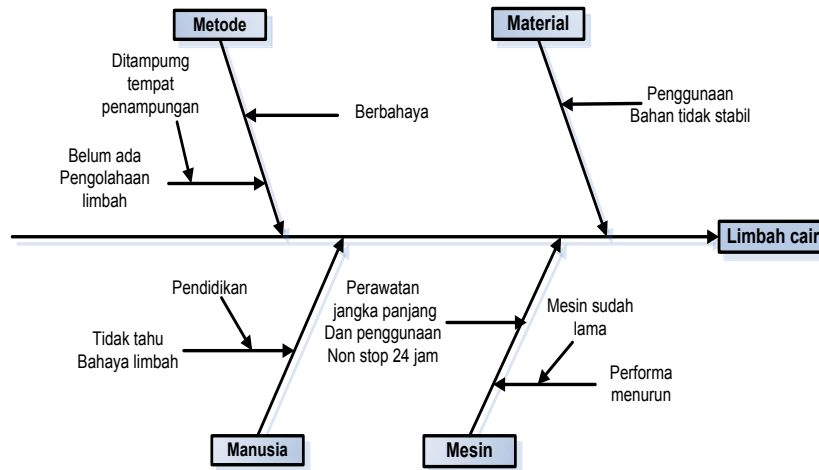 Metode
Material
Ditampumg
tempat
penampungan
Berbahaya
Penggunaan
Bahan tidak stabil
Belum ada
Pengolahaan
limbah
Limbah cair
Pendidikan
Tidak tahu
Bahaya limbah
Perawatan
jangka panjang
Dan penggunaan
Non stop 24 jam
Mesin sudah
lama
Performa
menurun
Manusia
Mesin